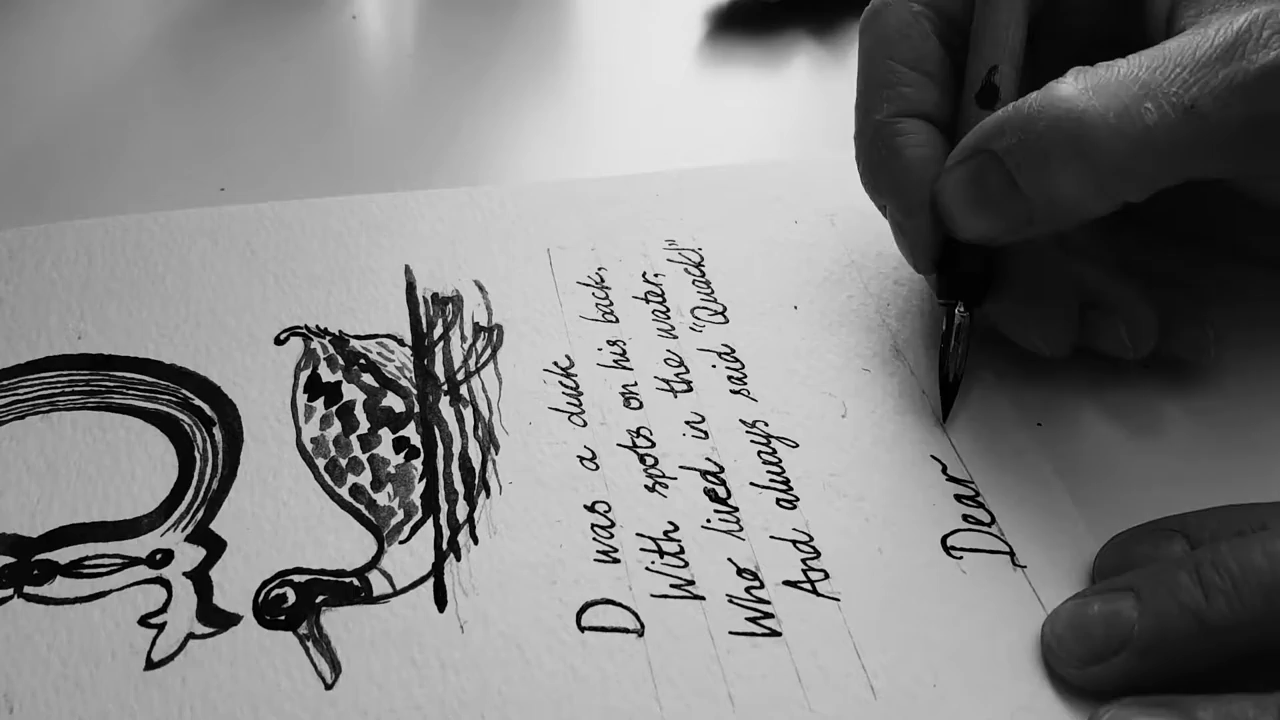 D was a duck
With spots on his back,
Who lived in the water,
And always said "Quack!"
Dear